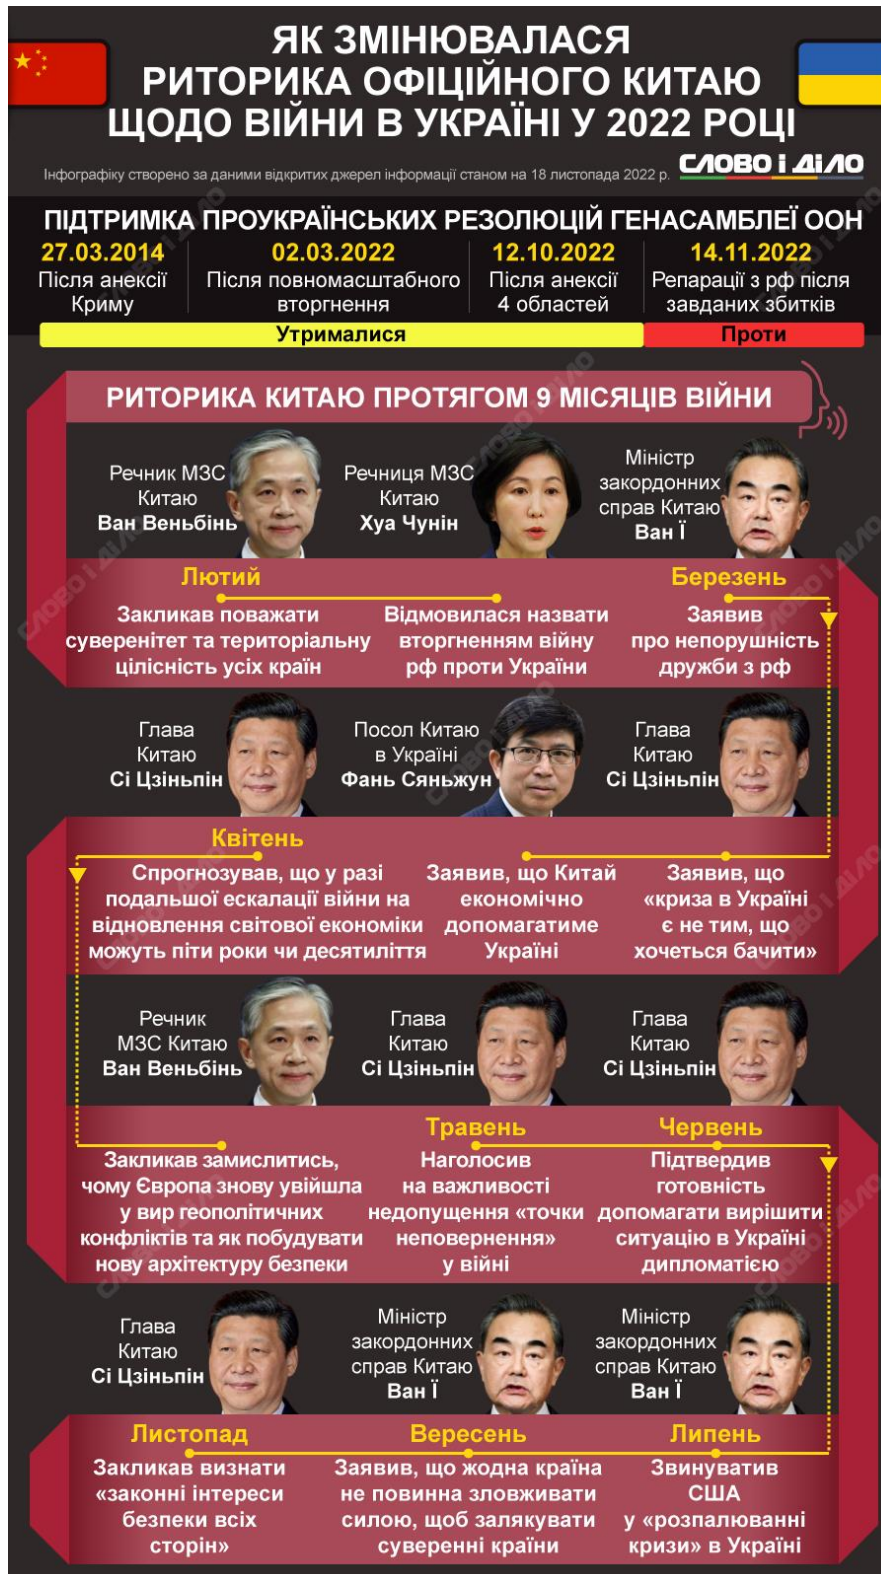 ЯК ЗМІНЮВАЛАСЯ
РИТОРИКА ОФІЦІЙНОГО КИТАЮ
ЩОДО ВІЙНИ В УКРАЇНІ У 2022 РОЦІ
Інфографіку створено за даними відкритих джерел інформації станом на 18 листопада 2022 р.
СЛОВО і ДІЛО
ПІДТРИМКА ПРОУКРАЇНСЬКИХ РЕЗОЛЮЦІЙ ГЕНАСАМБЛЕЇ ООН
27.03.2014
Після анексії
Криму
02.03.2022
Після повномасштабного
вторгнення
12.10.2022
Після анексії
4 областей
14.11.2022
Репарації з рф після
завданих збитків
Утрималися
Проти
РИТОРИКА КИТАЮ ПРОТЯГОМ 9 МІСЯЦІВ ВІЙНИ
Речник МЗС
Китаю
Ван Веньбінь
Речниця МЗС
Китаю
Хуа Чунін
Міністр
закордонних
справ Китаю
Ван Ї
Лютий
Закликав поважати
суверенітет та територіальну
цілісність усіх країн
Відмовилася назвати
вторгненням війну
рф проти України
Березень
Заявив
про непорушність
дружби з рф
Глава
Китаю
Сі Цзіньпін
Посол Китаю
в Україні
Фань Сяньжун
Глава
Китаю
Сі Цзіньпін
Квітень
Спрогнозував, що у разі
подальшої ескалації війни на
відновлення світової економіки
можуть піти роки чи десятиліття
Заявив, що Китай
економічно
допомагатиме
Україні
Заявив, що
«криза в Україні
є не тим, що
хочеться бачити»
Речник
МЗС Китаю
Ван Веньбінь
Глава
Китаю
Сі Цзіньпін
Глава
Китаю
Сі Цзіньпін
Закликав замислитись,
чому Європа знову увійшла
у вир геополітичних
конфліктів та як побудувати
нову архітектуру безпеки
Травень
Наголосив
на важливості
недопущення «точки
неповернення»
у війні
Червень
Підтвердив
готовність
допомагати вирішити
ситуацію в Україні
дипломатією
Глава
Китаю
Сі Цзіньпін
Міністр
закордонних
справ Китаю
Ван Ї
Міністр
закордонних
справ Китаю
Ван Ї
Листопад
Закликав визнати
«законні інтереси
безпеки всіх
сторін»
Вересень
Заявив, що жодна країна
не повинна зловживати
силою, щоб залякувати
суверенні країни
Липень
Звинуватив
США
у «розпалюванні
кризи» в Україні